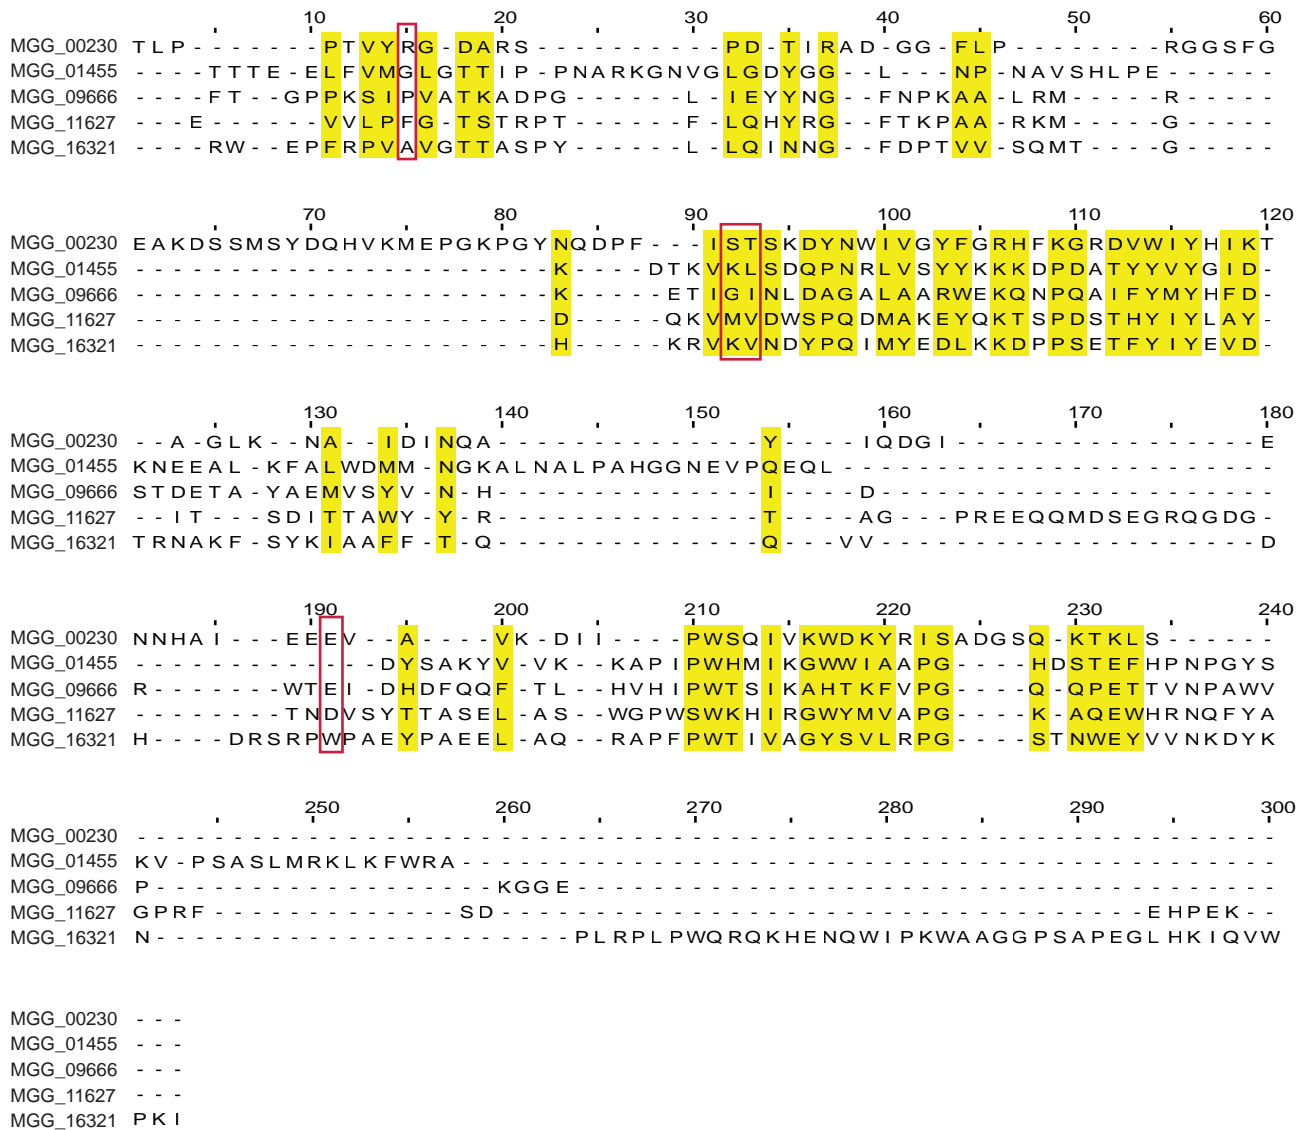 10 20 30 40 50 60
MGG_00230 TLP-------PTVYRG-DARS----------PD-TIRAD-GG-FLP--------RGGSFG
MGG_01455 ----TTTE-ELFVMGLGTTIP-PNARKGNVGLGDYGG--L---NP-NAVSHLPE------
MGG_09666 ----FT--GPPKSIPVATKADPG------L-IEYYNG--FNPKAA-LRM-----R-----
MGG_11627 ---E------VVLPFG-TSTRPT------F-LQHYRG--FTKPAA-RKM-----G-----
MGG_16321 ----RW--EPFRPVAVGTTASPY------L-LQINNG--FDPTVV-SQMT----G-----
70 80 90 100 110 120
MGG_00230 EAKDSSMSYDQHVKMEPGKPGYNQDPF---ISTSKDYNWIVGYFGRHFKGRDVWIYHIKT
MGG_01455 ----------------------K----DTKVKLSDQPNRLVSYYKKKDPDATYYVYGID-
MGG_09666 ----------------------K-----ETIGINLDAGALAARWEKQNPQAIFYMYHFD-
MGG_11627 ----------------------D-----QKVMVDWSPQDMAKEYQKTSPDSTHYIYLAY-
MGG_16321 ----------------------H-----KRVKVNDYPQIMYEDLKKDPPSETFYIYEVD-
130 140 150 160 170 180
MGG_00230 --A-GLK--NA--IDINQA--------------Y----IQDGI----------------E
MGG_01455 KNEEAL-KFALWDMM-NGKALNALPAHGGNEVPQEQL-----------------------
MGG_09666 STDETA-YAEMVSYV-N-H--------------I----D---------------------
MGG_11627 --IT---SDITTAWY-Y-R--------------T----AG---PREEQQMDSEGRQGDG-
MGG_16321 TRNAKF-SYKIAAFF-T-Q--------------Q---VV--------------------D
190 200 210 220 230 240
MGG_00230 NNHAI---EEEV--A----VK-DII----PWSQIVKWDKYRISADGSQ-KTKLS------
MGG_01455 -------------DYSAKYV-VK--KAPIPWHMIKGWWIAAPG----HDSTEFHPNPGYS
MGG_09666 R-------WTEI-DHDFQQF-TL--HVHIPWTSIKAHTKFVPG----Q-QPETTVNPAWV
MGG_11627 --------TNDVSYTTASEL-AS--WGPWSWKHIRGWYMVAPG----K-AQEWHRNQFYA
MGG_16321 H----DRSRPWPAEYPAEEL-AQ--RAPFPWTIVAGYSVLRPG----STNWEYVVNKDYK
250 260 270 280 290 300
MGG_00230 ------------------------------------------------------------
MGG_01455 KV-PSASLMRKLKFWRA-------------------------------------------
MGG_09666 P------------------KGGE-------------------------------------
MGG_11627 GPRF-------------SD----------------------------------EHPEK--
MGG_16321 N----------------------PLRPLPWQRQKHENQWIPKWAAGGPSAPEGLHKIQVW
MGG_00230 ---
MGG_01455 ---
MGG_09666 ---
MGG_11627 ---
MGG_16321 PKI